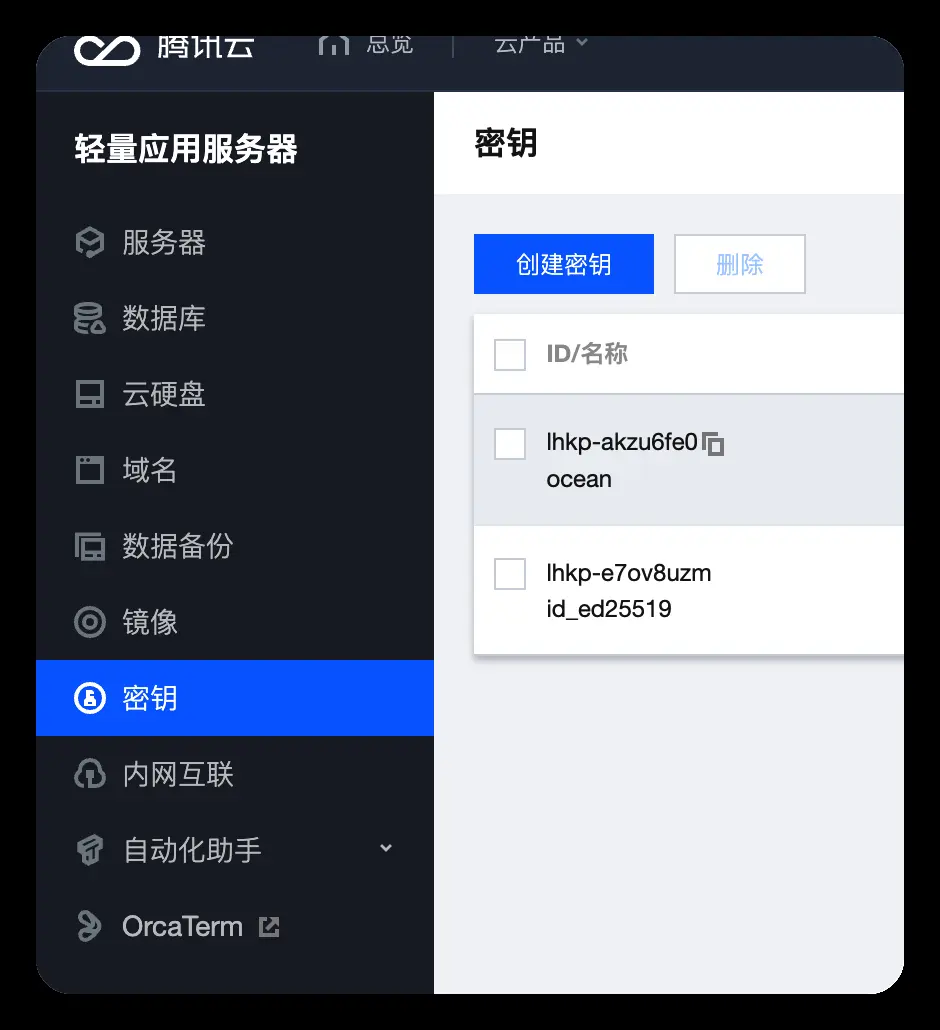 腾讯云
总览
云产品
轻量应用服务器
服务器
数据库
云硬盘
域名
数据备份
镜像
密钥
内网互联
自动化助手
OrcaTerm
密钥
创建密钥
删除
ID/名称
lhkp-akzu6fe0
ocean
lhkp-e7ov8uzm
id_ed25519